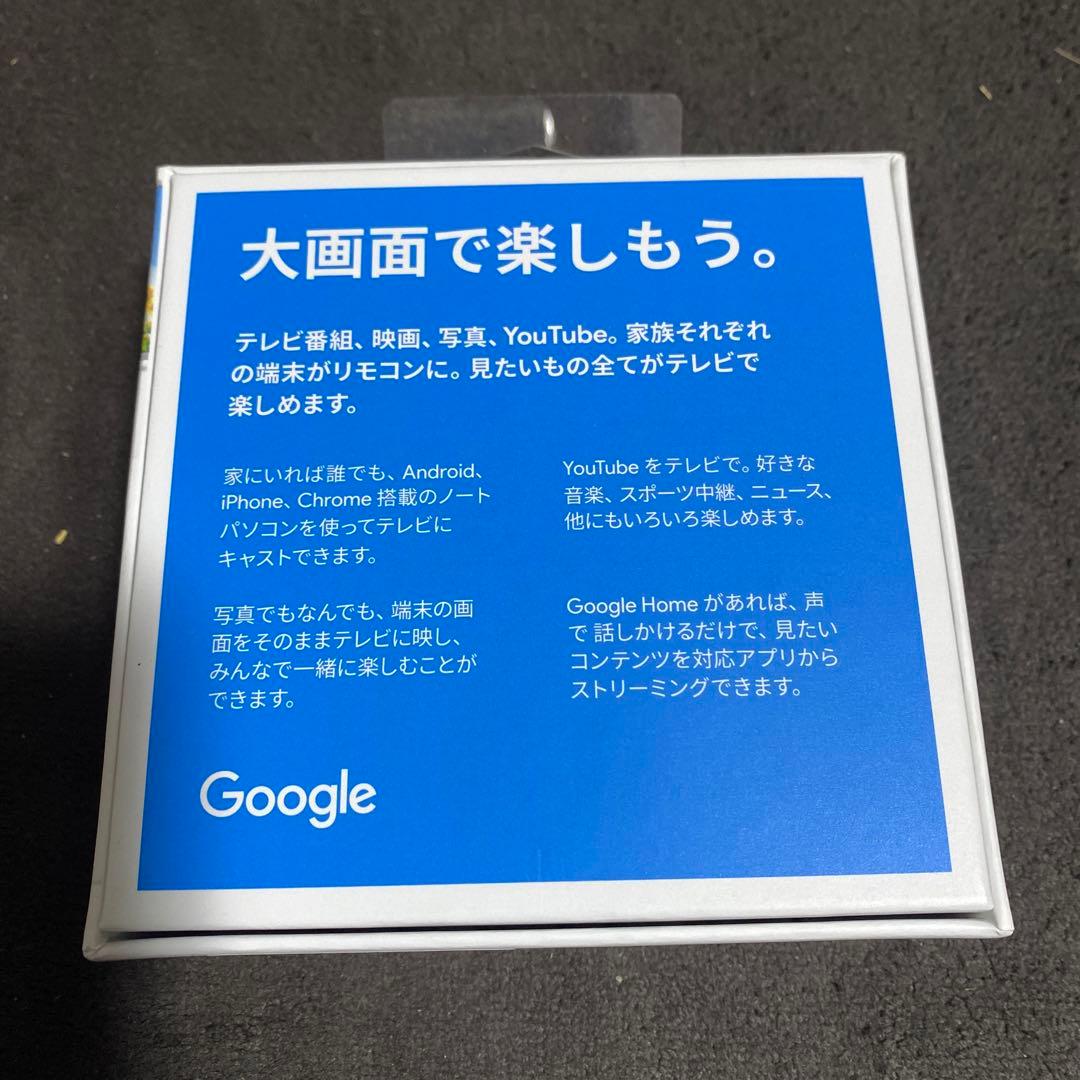 大画面で楽しもう。
テレビ番組、映画、写真、YouTube。家族それぞれ
の端末がリモコンに。見たいもの全てがテレビで
楽しめます。
家にいれば誰でも、Android、
iPhone、Chrome 搭載のノート
パソコンを使ってテレビに
キャストできます。
写真でもなんでも、端末の画
面をそのままテレビに映し、
みんなで一緒に楽しむことが
できます。
YouTube をテレビで。好きな
音楽、スポーツ中継、ニュース、
他にもいろいろ楽しめます。
Google Home があれば、声
で 話しかけるだけで、見たい
コンテンツを対応アプリから
ストリーミングできます。
Google